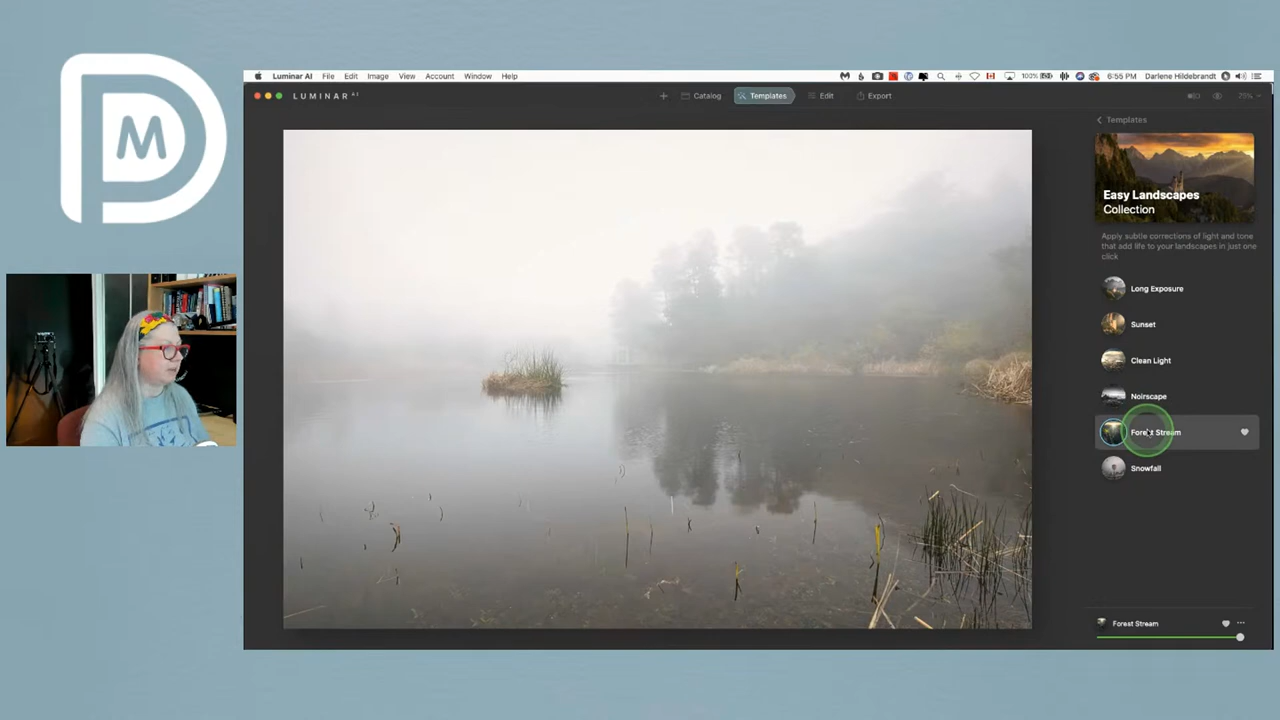 DM
Luminar AI File Edit Image View Account Window Help
100% 6:55 PM Darlene Hildebrandt
LUMINAR AI
+ Catalog Templates Edit Export
25%
Templates
Easy Landscapes
Collection
Apply subtle corrections of light and tone
that add life to your landscapes in just one
click
Long Exposure
Sunset
Clean Light
Noirscape
Forest Stream
Snowfall
Forest Stream